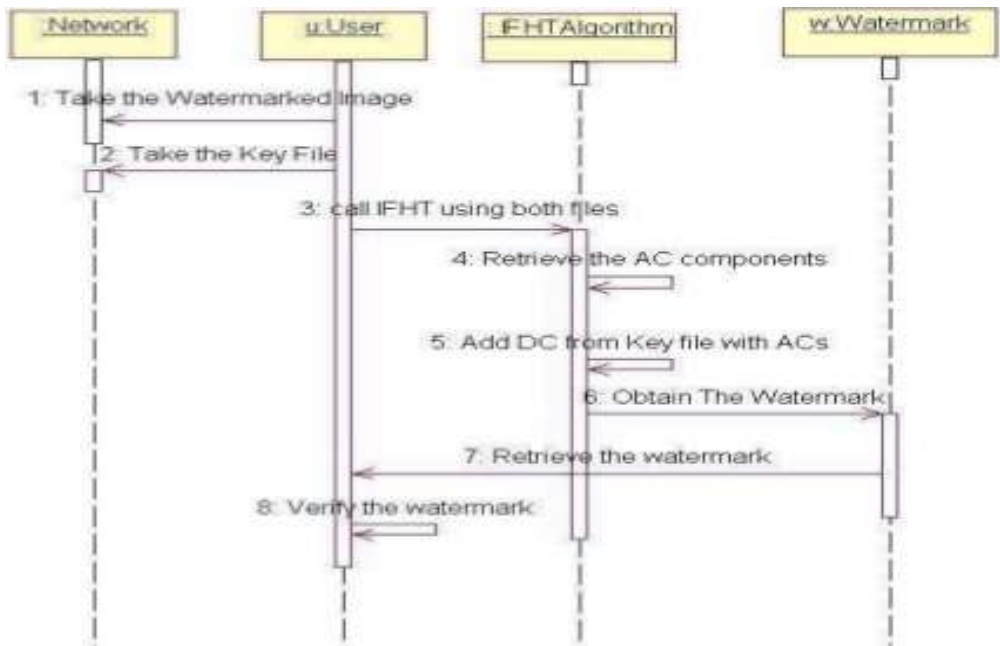 :Network
u:User
: IFHTAlgorithm
w:Watermark
1: Take the Watermarked Image
2: Take the Key File
3: call IFHT using both files
4: Retrieve the AC components
5: Add DC from Key file with ACs
6: Obtain The Watermark
7: Retrieve the watermark
8: Verify the watermark